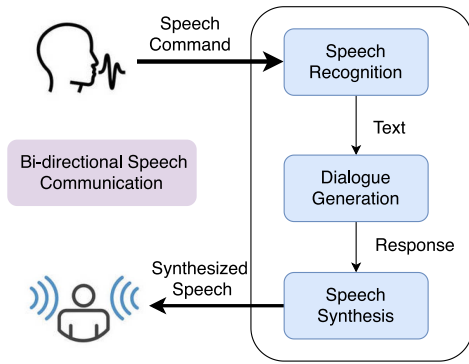 Speech
Command
Speech
Recognition
Text
Bi-directional Speech
Communication
Dialogue
Generation
Response
Synthesized
Speech
Speech
Synthesis